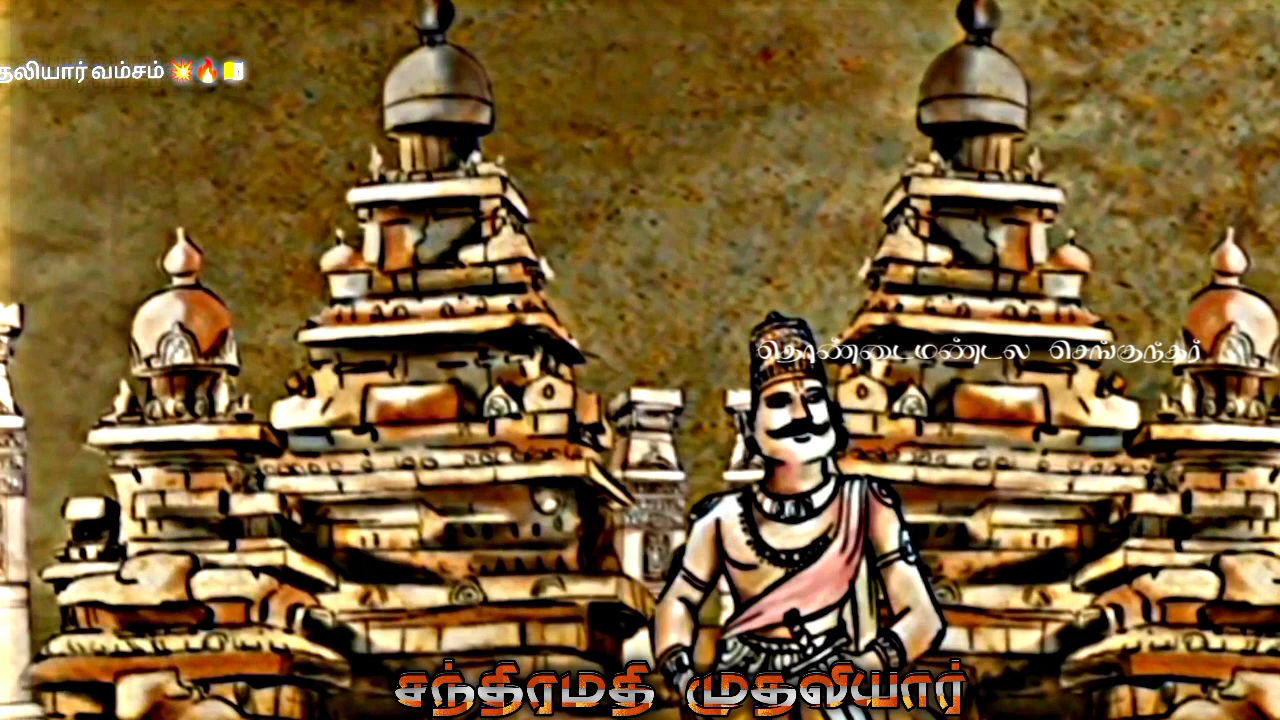 தலியார் வம்சம் 💥🔥
தொண்டைமண்டல செங்குந்தர்
சந்திரமதி முதலியார்